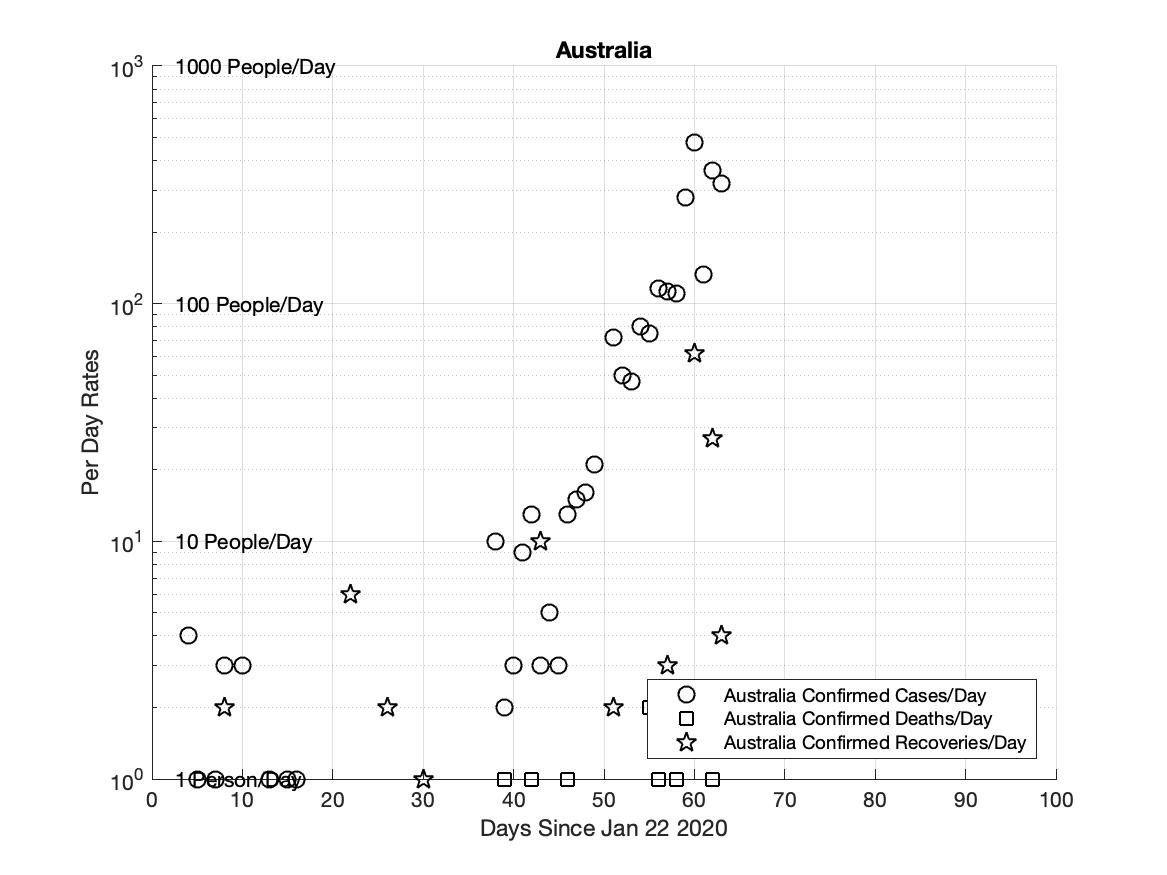 Australia
10³
1000 People/Day
10²
100 People/Day
10¹
10 People/Day
10⁰
1 Person/Day
Per Day Rates
Australia Confirmed Cases/Day
Australia Confirmed Deaths/Day
Australia Confirmed Recoveries/Day
0 10 20 30 40 50 60 70 80 90 100
Days Since Jan 22 2020